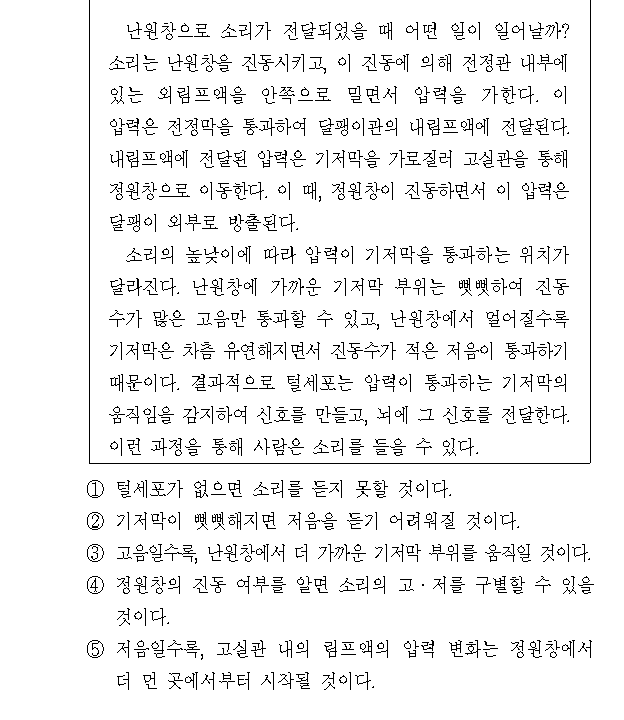 난원창으로 소리가 전달되었을 때 어떤 일이 일어날까?
소리는 난원창을 진동시키고, 이 진동에 의해 전정관 내부에
있는 외림프액을 안쪽으로 밀면서 압력을 가한다. 이
압력은 전정막을 통과하여 달팽이관의 내림프액에 전달된다.
내림프액에 전달된 압력은 기저막을 가로질러 고실관을 통해
정원창으로 이동한다. 이 때, 정원창이 진동하면서 이 압력은
달팽이 외부로 방출된다.
소리의 높낮이에 따라 압력이 기저막을 통과하는 위치가
달라진다. 난원창에 가까운 기저막 부위는 뻣뻣하여 진동
수가 많은 고음만 통과할 수 있고, 난원창에서 멀어질수록
기저막은 차츰 유연해지면서 진동수가 적은 저음이 통과하기
때문이다. 결과적으로 털세포는 압력이 통과하는 기저막의
움직임을 감지하여 신호를 만들고, 뇌에 그 신호를 전달한다.
이런 과정을 통해 사람은 소리를 들을 수 있다.
① 털세포가 없으면 소리를 듣지 못할 것이다.
② 기저막이 뻣뻣해지면 저음을 듣기 어려워질 것이다.
③ 고음일수록, 난원창에서 더 가까운 기저막 부위를 움직일 것이다.
④ 정원창의 진동 여부를 알면 소리의 고·저를 구별할 수 있을
것이다.
⑤ 저음일수록, 고실관 내의 림프액의 압력 변화는 정원창에서
더 먼 곳에서부터 시작될 것이다.